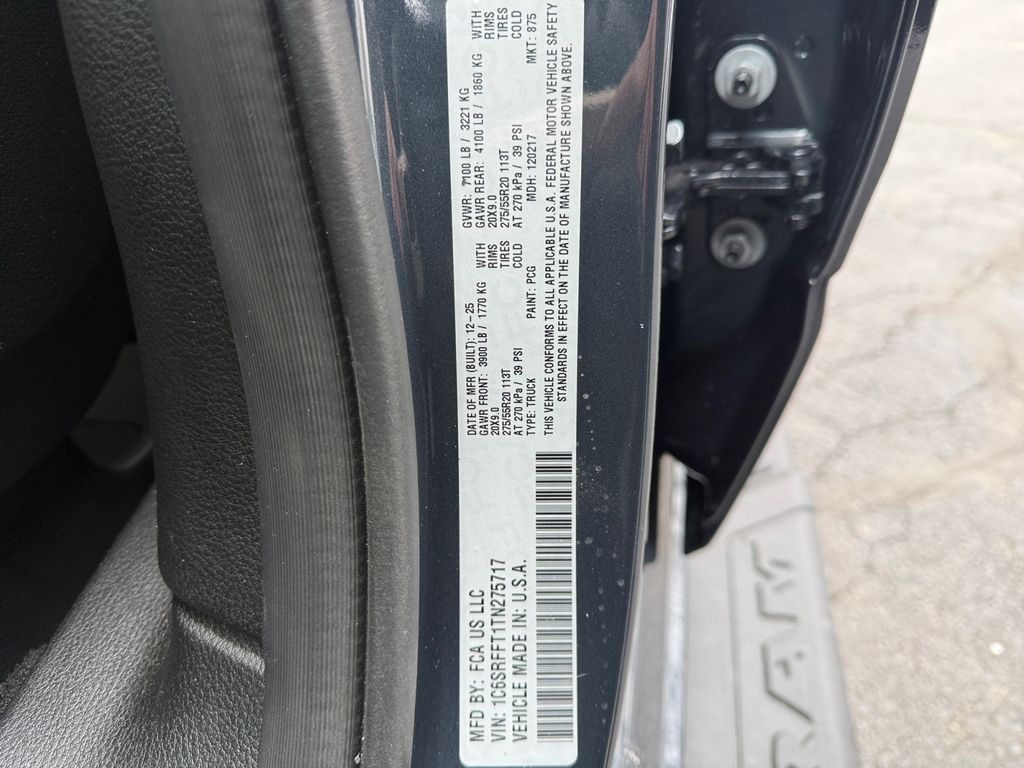 MFD BY: FCA US LLC
VIN: 1C6SRFFT1TN275717
VEHICLE MADE IN: U.S.A.
DATE OF MFR (BUILT): 12-25 GVWR: 7100 LB / 3221 KG
GAWR FRONT: 3900 LB / 1770 KG WITH GAWR REAR: 4100 LB / 1860 KG WITH
20X9.0 RIMS 20X9.0 RIMS
275/55R20 113T TIRES 275/55R20 113T TIRES
AT 270 kPa / 39 PSI COLD AT 270 kPa / 39 PSI COLD
TYPE: TRUCK PAINT: PCG MDH: 120217 MKT: 875
THIS VEHICLE CONFORMS TO ALL APPLICABLE U.S.A. FEDERAL MOTOR VEHICLE SAFETY
STANDARDS IN EFFECT ON THE DATE OF MANUFACTURE SHOWN ABOVE.
RAM